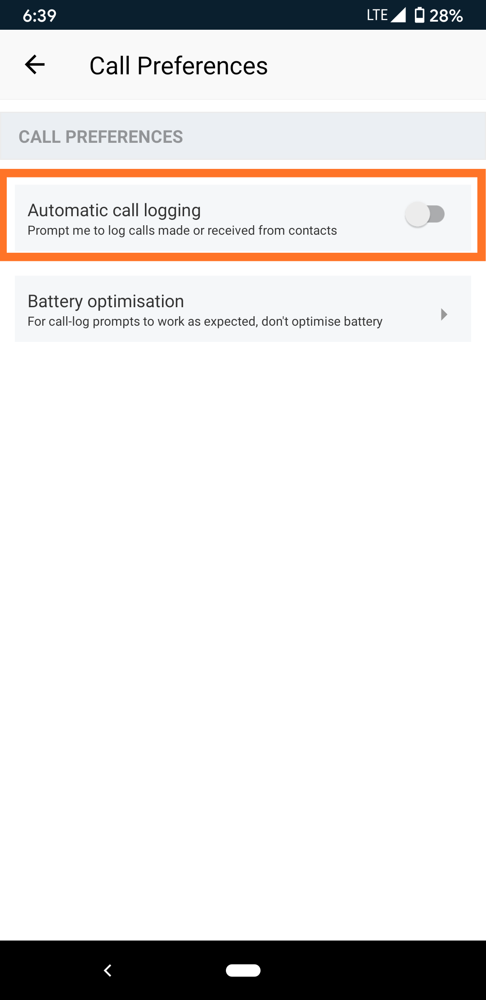 6:39
LTE 28%
Call Preferences
CALL PREFERENCES
Automatic call logging
Prompt me to log calls made or received from contacts
Battery optimisation
For call-log prompts to work as expected, don't optimise battery